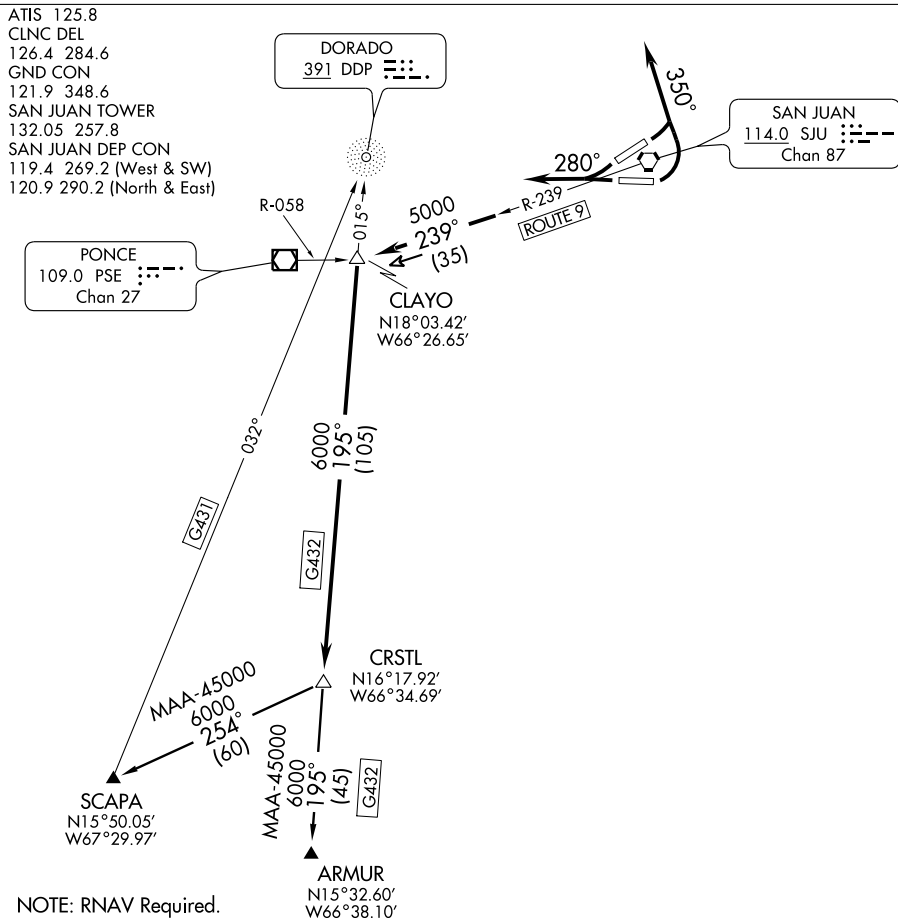 ATIS 125.8
CLNC DEL
126.4 284.6
GND CON
121.9 348.6
SAN JUAN TOWER
132.05 257.8
SAN JUAN DEP CON
119.4 269.2 (West & SW)
120.9 290.2 (North & East)
DORADO
391 DDP
350°
SAN JUAN
114.0 SJU
Chan 87
280°
R-239
ROUTE 9
5000
239°
(35)
015°
R-058
PONCE
109.0 PSE
Chan 27
CLAYO
N18°03.42'
W66°26.65'
032°
G431
6000
195°
(105)
G432
CRSTL
N16°17.92'
W66°34.69'
MAA-45000
6000
254°
(60)
MAA-45000
6000
195°
(45)
G432
SCAPA
N15°50.05'
W67°29.97'
ARMUR
N15°32.60'
W66°38.10'
NOTE: RNAV Required.